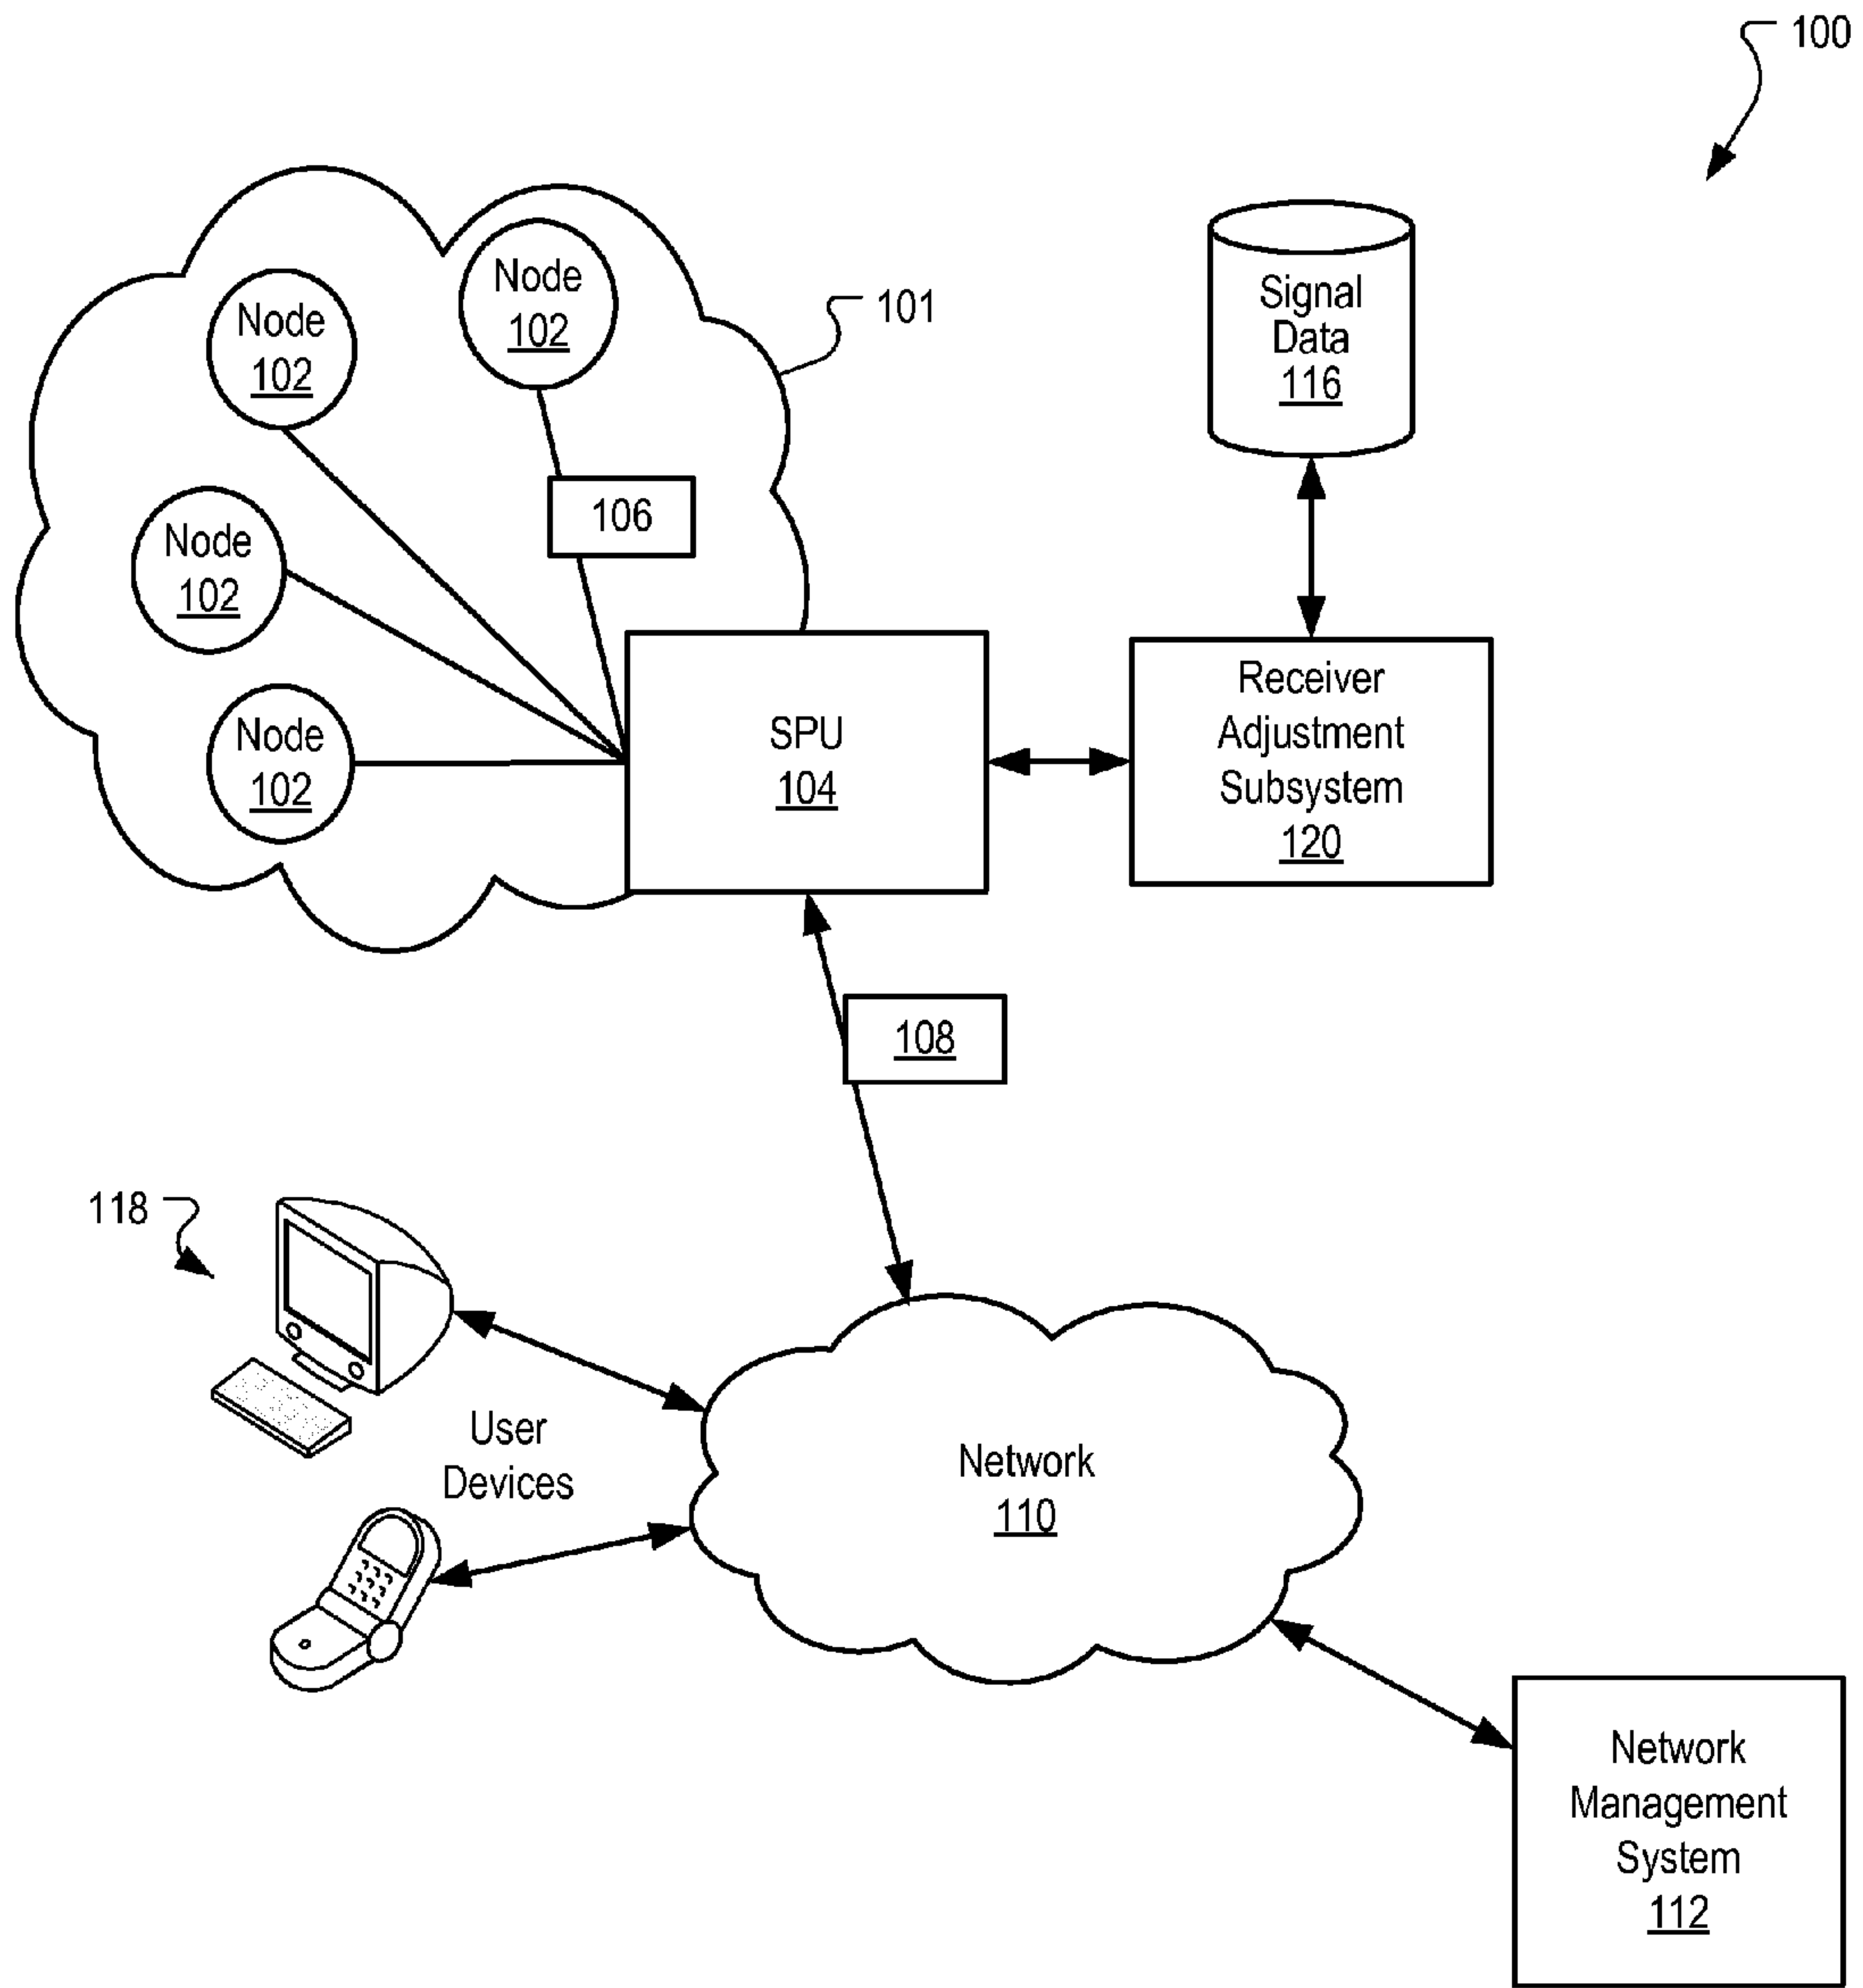 100
Node
102
101
Node
102
Signal
Data
116
106
Node
102
Node
102
SPU
104
Receiver
Adjustment
Subsystem
120
108
118
User
Devices
Network
110
Network
Management
System
112